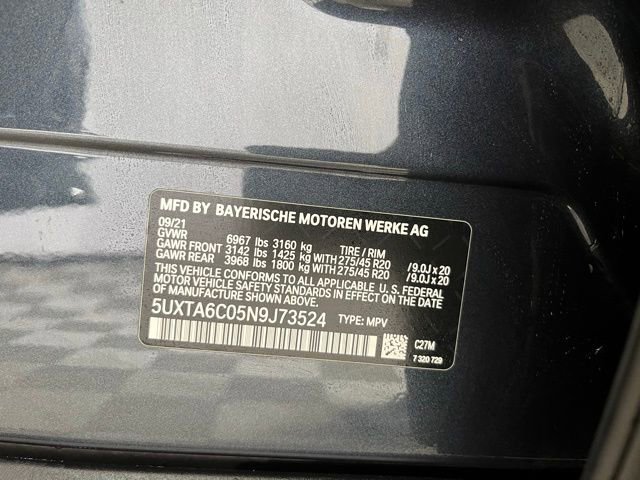 MFD BY BAYERISCHE MOTOREN WERKE AG
09/21
GVWR 6967 lbs 3160 kg TIRE / RIM
GAWR FRONT 3142 lbs 1425 kg WITH 275/45 R20 /9.0J x 20
GAWR REAR 3968 lbs 1800 kg WITH 275/45 R20 /9.0J x 20
THIS VEHICLE CONFORMS TO ALL APPLICABLE U.S. FEDERAL
MOTOR VEHICLE SAFETY STANDARDS IN EFFECT ON THE DATE
OF MANUFACTURE SHOWN ABOVE.
5UXTA6C05N9J73524 TYPE: MPV
C27M
7 320 729